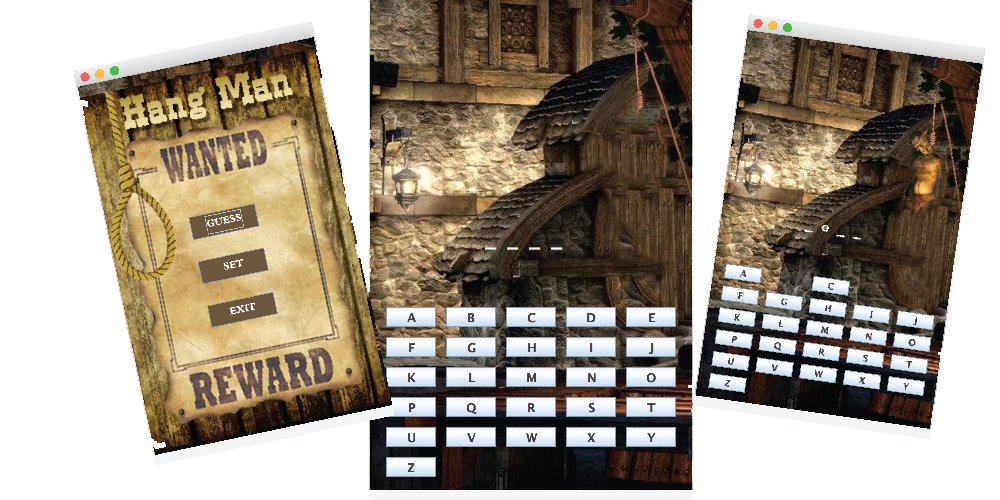 Hang Man
WANTED
GUESS
SET
EXIT
REWARD
_ _ _ _
A B C D E
F G H I J
K L M N O
P Q R S T
U V W X Y
Z
_ e _ _
A C
F G H I J
K L M N O
P Q R S T
U V W X Y
Z